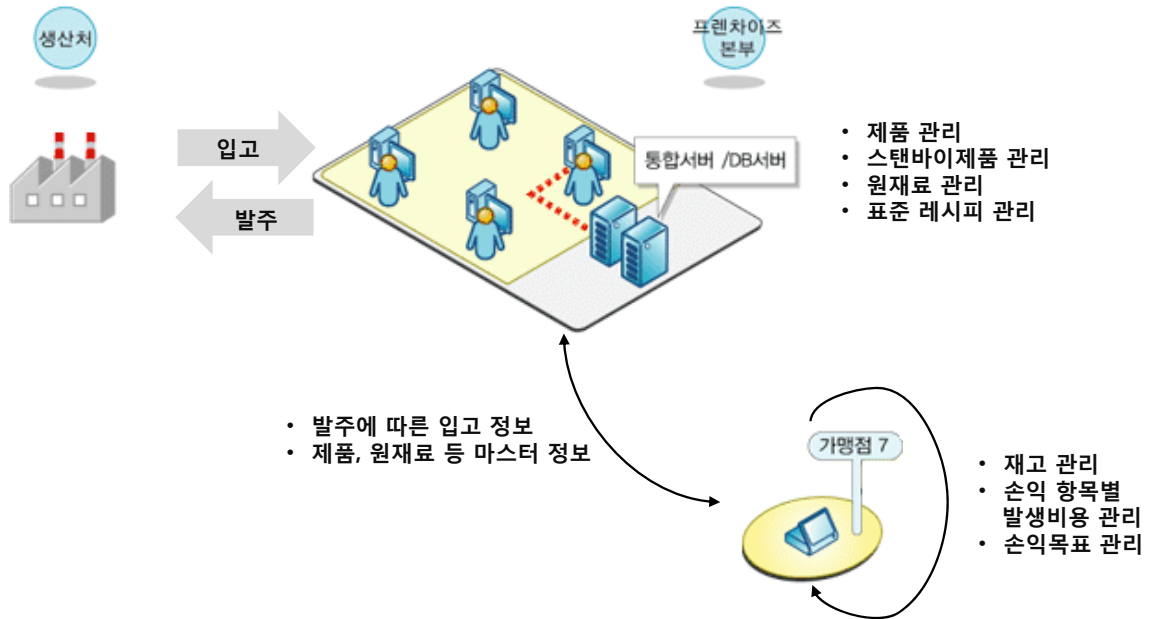 생산처
프렌차이즈
본부
입고
발주
통합서버 /DB서버
• 제품 관리
• 스탠바이제품 관리
• 원재료 관리
• 표준 레시피 관리
• 발주에 따른 입고 정보
• 제품, 원재료 등 마스터 정보
가맹점 7
• 재고 관리
• 손익 항목별
발생비용 관리
• 손익목표 관리